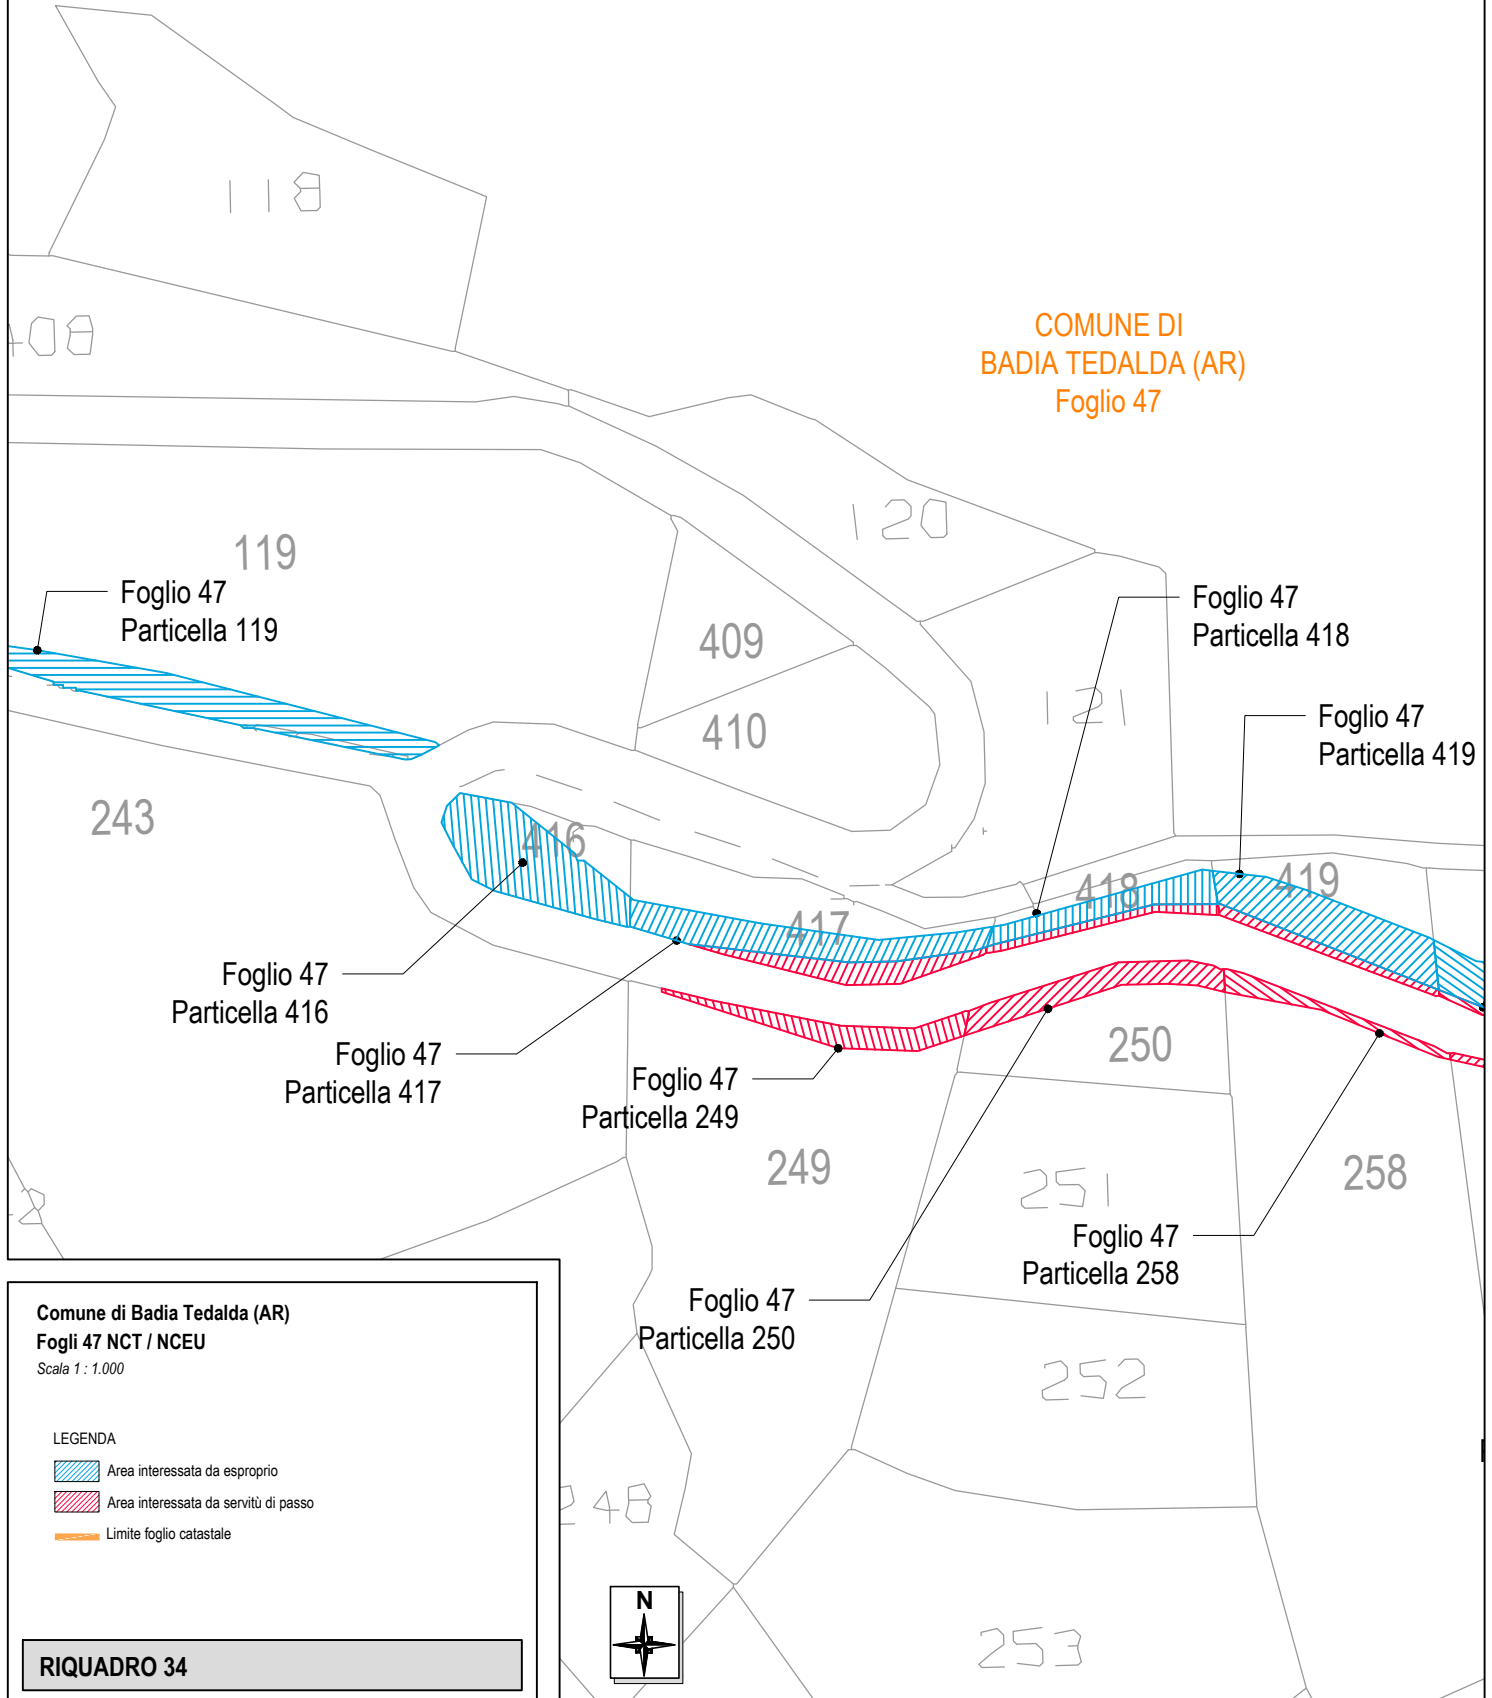 118
408
COMUNE DI
BADIA TEDALDA (AR)
Foglio 47
120
119
Foglio 47
Particella 119
Foglio 47
Particella 418
409
121
410
Foglio 47
Particella 419
243
416
418
419
417
Foglio 47
Particella 416
Foglio 47
Particella 417
Foglio 47
Particella 249
250
249
251
258
Foglio 47
Particella 258
Foglio 47
Particella 250
252
248
253
Comune di Badia Tedalda (AR)
Fogli 47 NCT / NCEU
Scala 1 : 1.000
LEGENDA
Area interessata da esproprio
Area interessata da servitù di passo
Limite foglio catastale
N
RIQUADRO 34